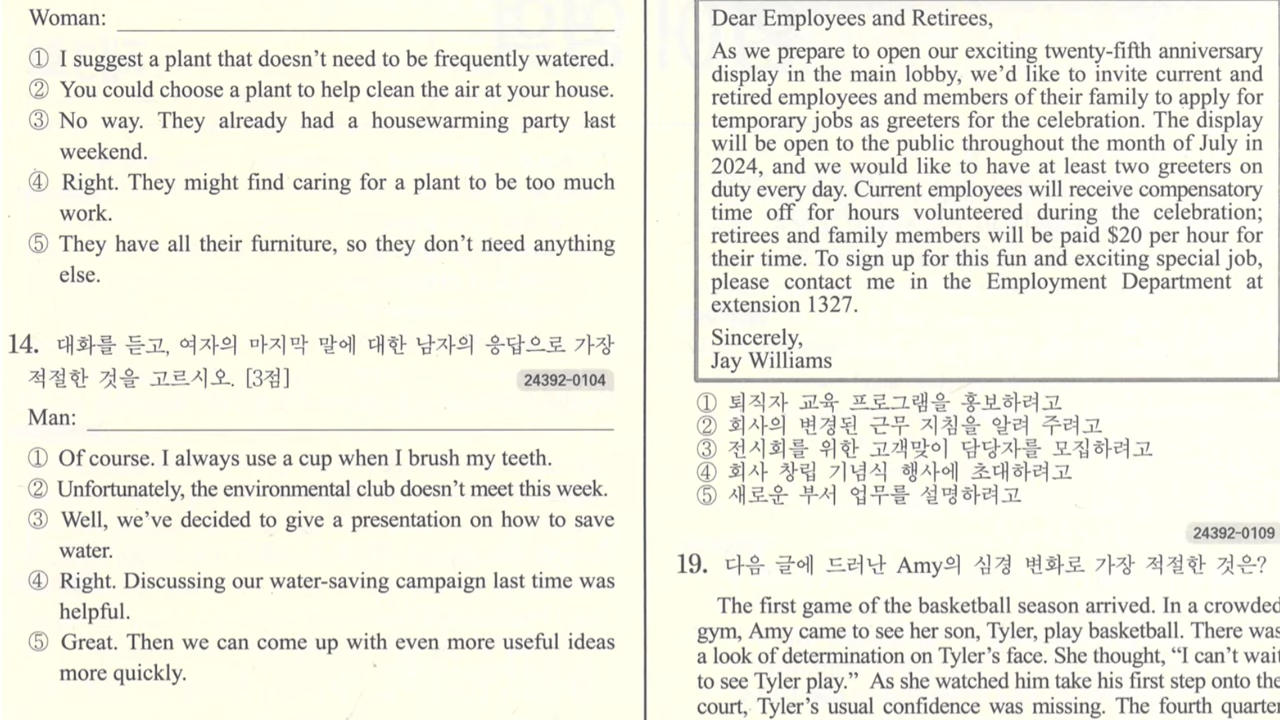 Woman:
① I suggest a plant that doesn't need to be frequently watered.
② You could choose a plant to help clean the air at your house.
③ No way. They already had a housewarming party last
weekend.
④ Right. They might find caring for a plant to be too much
work.
⑤ They have all their furniture, so they don't need anything
else.
14. 대화를 듣고, 여자의 마지막 말에 대한 남자의 응답으로 가장
적절한 것을 고르시오. [3점]
24392-0104
Man:
① Of course. I always use a cup when I brush my teeth.
② Unfortunately, the environmental club doesn't meet this week.
③ Well, we've decided to give a presentation on how to save
water.
④ Right. Discussing our water-saving campaign last time was
helpful.
⑤ Great. Then we can come up with even more useful ideas
more quickly.
Dear Employees and Retirees,
As we prepare to open our exciting twenty-fifth anniversary
display in the main lobby, we'd like to invite current and
retired employees and members of their family to apply for
temporary jobs as greeters for the celebration. The display
will be open to the public throughout the month of July in
2024, and we would like to have at least two greeters on
duty every day. Current employees will receive compensatory
time off for hours volunteered during the celebration;
retirees and family members will be paid $20 per hour for
their time. To sign up for this fun and exciting special job,
please contact me in the Employment Department at
extension 1327.
Sincerely,
Jay Williams
① 퇴직자 교육 프로그램을 홍보하려고
② 회사의 변경된 근무 지침을 알려 주려고
③ 전시회를 위한 고객맞이 담당자를 모집하려고
④ 회사 창립 기념식 행사에 초대하려고
⑤ 새로운 부서 업무를 설명하려고
24392-0109
19. 다음 글에 드러난 Amy의 심경 변화로 가장 적절한 것은?
The first game of the basketball season arrived. In a crowded
gym, Amy came to see her son, Tyler, play basketball. There was
a look of determination on Tyler's face. She thought, "I can't wait
to see Tyler play." As she watched him take his first step onto the
court, Tyler's usual confidence was missing. The fourth quarter